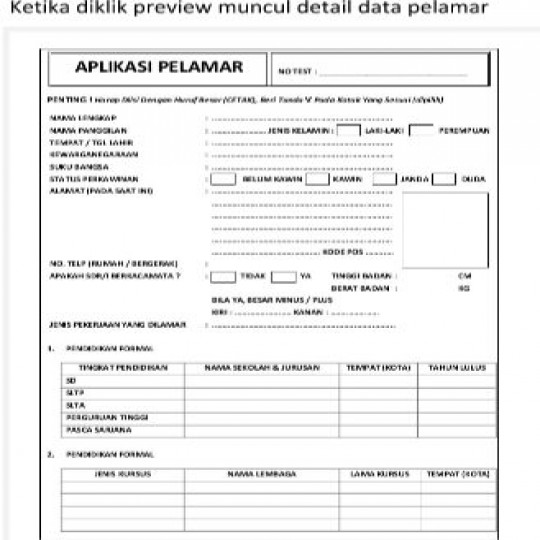 Ketika diklik preview muncul detail data pelamar
APLIKASI PELAMAR
NO TEST :
PENTING ! Harap Diisi Dengan Huruf Besar (CETAK), Beri Tanda V Pada Kotak Yang Sesuai (dipilih)
NAMA LENGKAP :
NAMA PANGGILAN : JENIS KELAMIN : LAKI-LAKI PEREMPUAN
TEMPAT / TGL LAHIR :
KEWARGANEGARAAN :
SUKU BANGSA :
STATUS PERKAWINAN : BELUM KAWIN KAWIN JANDA DUDA
ALAMAT (PADA SAAT INI) :
KODE POS
NO. TELP (RUMAH / BERGERAK) :
APAKAH SDR/I BERKACAMATA ? : TIDAK YA TINGGI BADAN : CM
BERAT BADAN : KG
BILA YA, BESAR MINUS / PLUS
KIRI : KANAN :
JENIS PEKERJAAN YANG DILAMAR :
1. PENDIDIKAN FORMAL
TINGKAT PENDIDIKAN NAMA SEKOLAH & JURUSAN TEMPAT (KOTA) TAHUN LULUS
SD
SLTP
SLTA
PERGURUAN TINGGI
PASCA SARJANA
2. PENDIDIKAN FORMAL
JENIS KURSUS NAMA LEMBAGA LAMA KURSUS TEMPAT (KOTA)